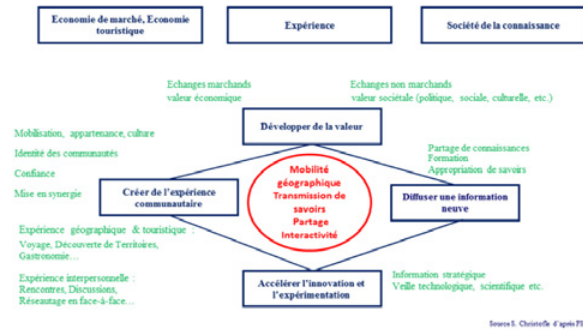 Economie de marché, Economie
touristique
Expérience
Société de la connaissance
Echanges marchands
valeur économique
Echanges non marchands
valeur sociétale (politique, sociale, culturelle, etc.)
Développer de la valeur
Mobilisation, appartenance, culture
Identité des communautés
Confiance
Mise en synergie
Partage de connaissances
Formation
Appropriation de savoirs
Créer de l'expérience
communautaire
Mobilité
géographique
Transmission de
savoirs
Partage
Interactivité
Diffuser une information
neuve
Expérience géographique & touristique :
Voyage, Découverte de Territoires,
Gastronomie…
Expérience interpersonnelle :
Rencontres, Discussions,
Réseautage en face-à-face…
Accélérer l'innovation et
l'expérimentation
Information stratégique
Veille technologique, scientifique etc.
Source S. Christofle d'après